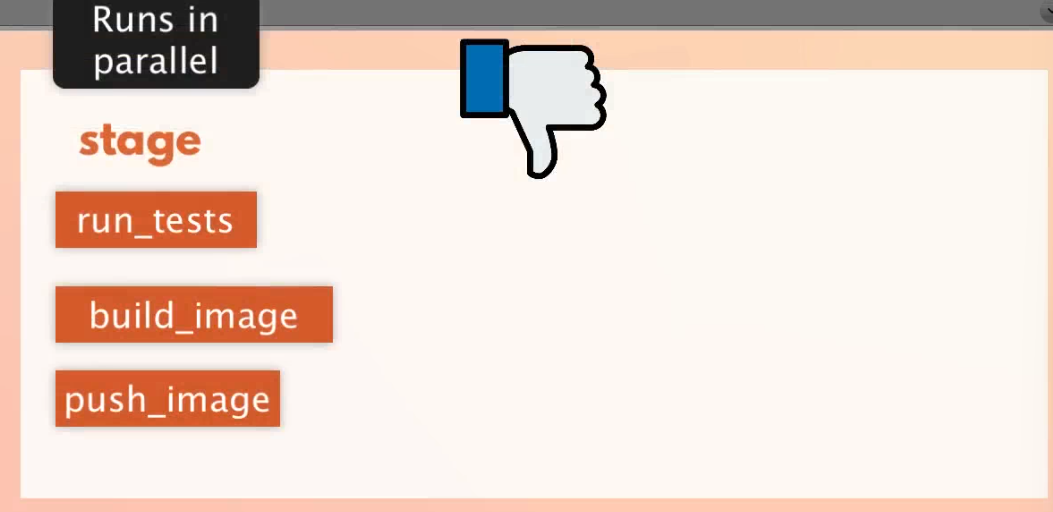 Runs in
parallel
stage
run_tests
build_image
push_image